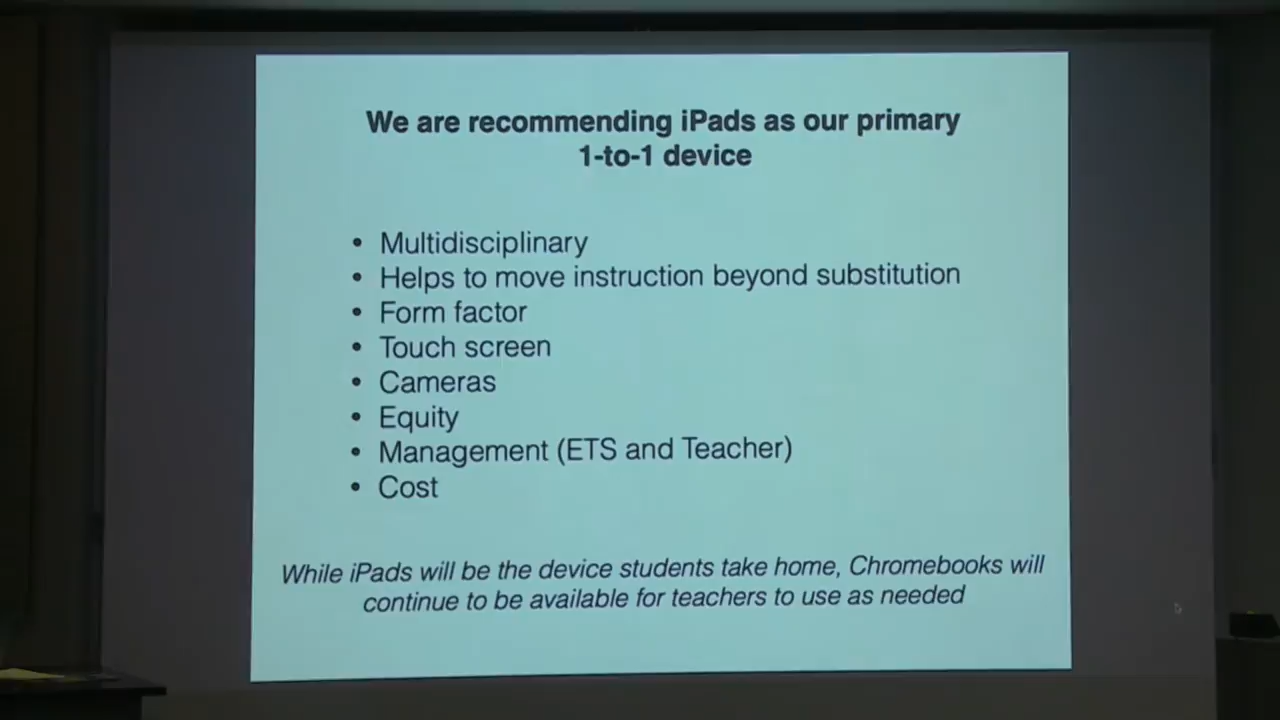 We are recommending iPads as our primary
1-to-1 device
• Multidisciplinary
• Helps to move instruction beyond substitution
• Form factor
• Touch screen
• Cameras
• Equity
• Management (ETS and Teacher)
• Cost
While iPads will be the device students take home, Chromebooks will
continue to be available for teachers to use as needed